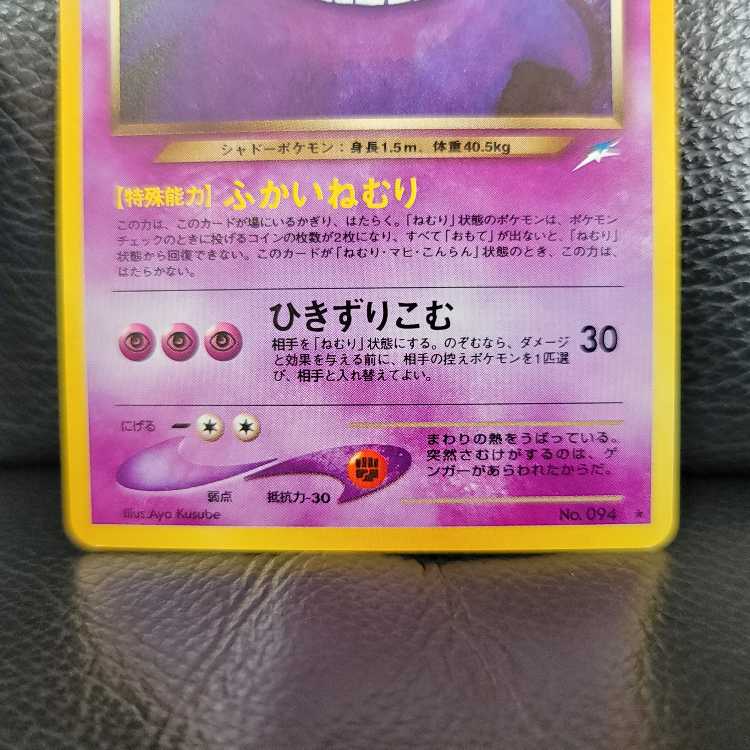 シャドーポケモン：身長1.5m、体重40.5kg
【特殊能力】ふかいねむり
この力は、このカードが場にいるかぎり、はたらく。「ねむり」状態のポケモンは、ポケモン
チェックのときに投げるコインの枚数が2枚になり、すべて「おもて」が出ないと、「ねむり」
状態から回復できない。このカードが「ねむり・マヒ・こんらん」状態のとき、この力は、
はたらかない。
ひきずりこむ
相手を「ねむり」状態にする。のぞむなら、ダメージ
と効果を与える前に、相手の控えポケモンを1匹選
び、相手と入れ替えてよい。
30
にげる
まわりの熱をうばっている。
突然さむけがするのは、ゲ
ンガーがあらわれたからだ。
弱点 抵抗力-30
Illus.Aya Kusube
No. 094 ★